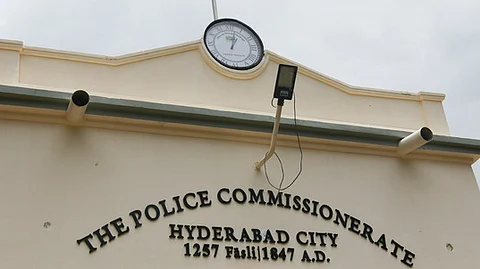 THE POLICE COMMISSIONERATE
HYDERABAD CITY
1257 Fasli|1847 A.D.